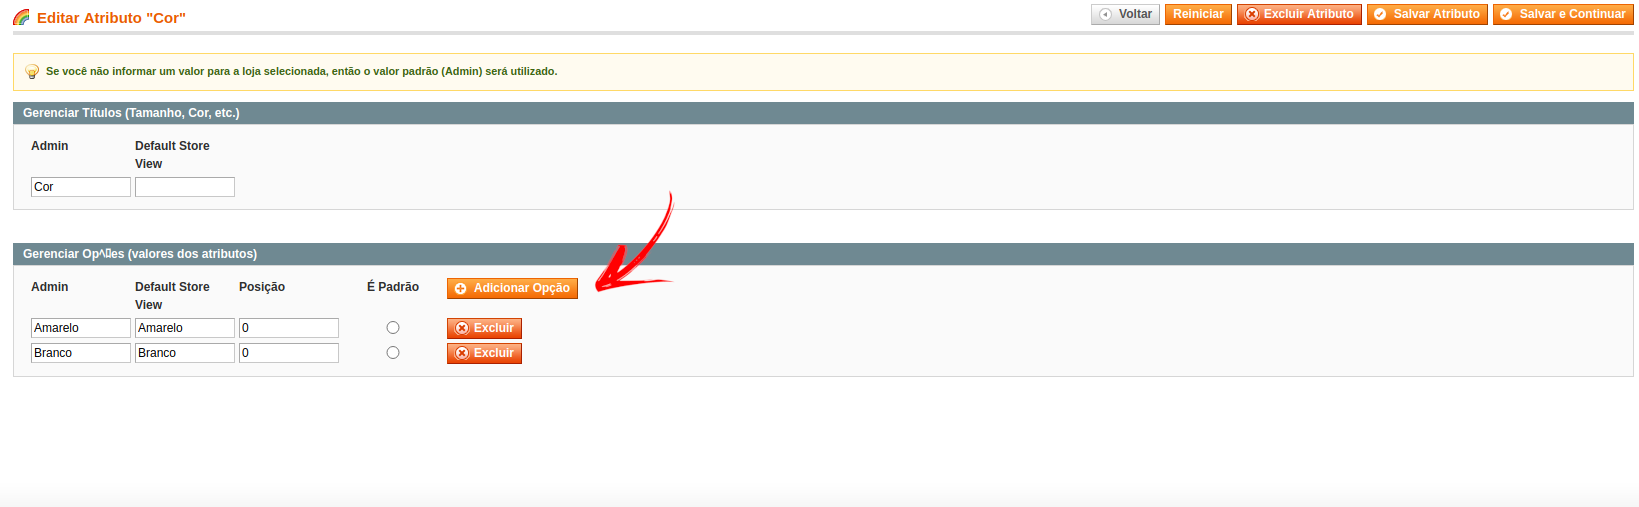 Editar Atributo "Cor"
Voltar Reiniciar Excluir Atributo Salvar Atributo Salvar e Continuar
Se você não informar um valor para a loja selecionada, então o valor padrão (Admin) será utilizado.
Gerenciar Títulos (Tamanho, Cor, etc.)
Admin Default Store
View
Cor
Gerenciar (valores dos atributos)
Admin Default Store Posição É Padrão Adicionar Opção
View
Amarelo Amarelo 0 Excluir
Branco Branco 0 Excluir